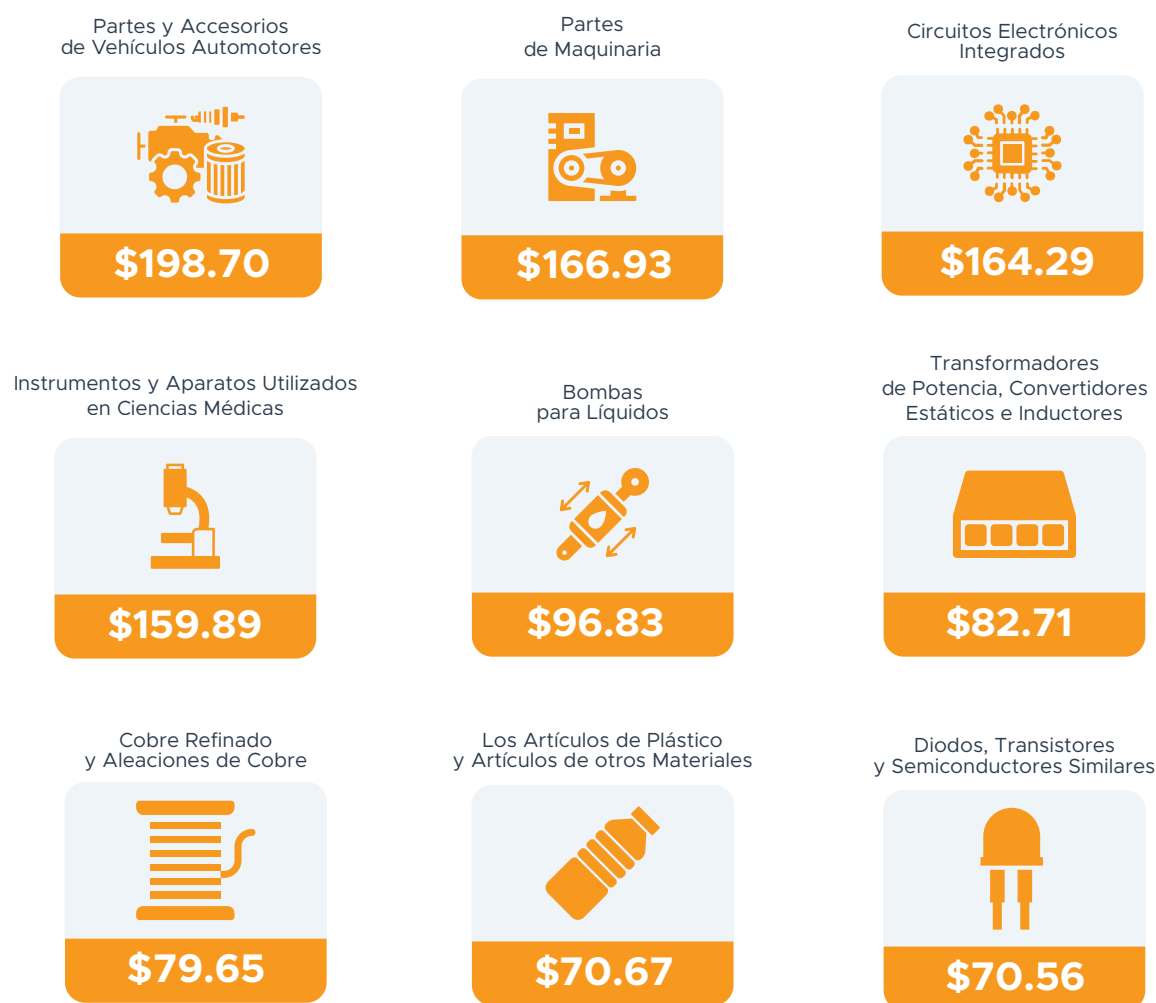 Partes y Accesorios
de Vehículos Automotores
$198.70
Partes
de Maquinaria
$166.93
Circuitos Electrónicos
Integrados
$164.29
Instrumentos y Aparatos Utilizados
en Ciencias Médicas
$159.89
Bombas
para Líquidos
$96.83
Transformadores
de Potencia, Convertidores
Estáticos e Inductores
$82.71
Cobre Refinado
y Aleaciones de Cobre
$79.65
Los Artículos de Plástico
y Artículos de otros Materiales
$70.67
Diodos, Transistores
y Semiconductores Similares
$70.56